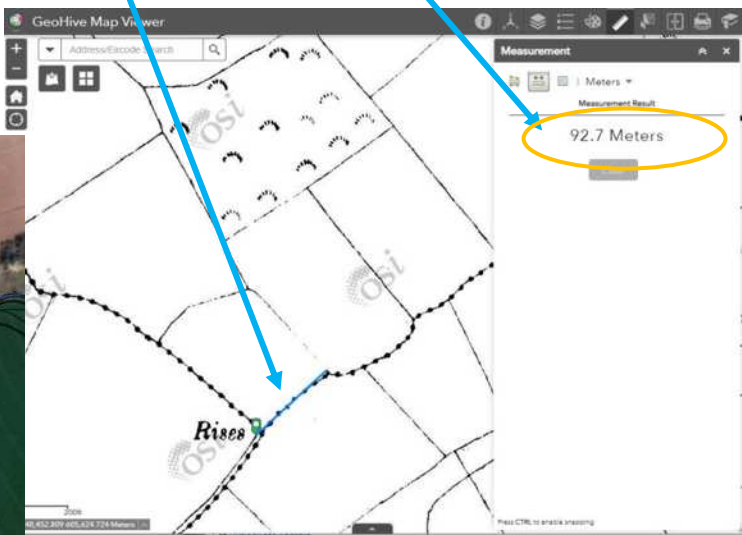 GeoHive Map Viewer
Address/Eircode Search
Measurement
Meters
Measurement Result
92.7 Meters
OSi
OSi
OSi
OSi
Rises
Press CTRL to enable snapping